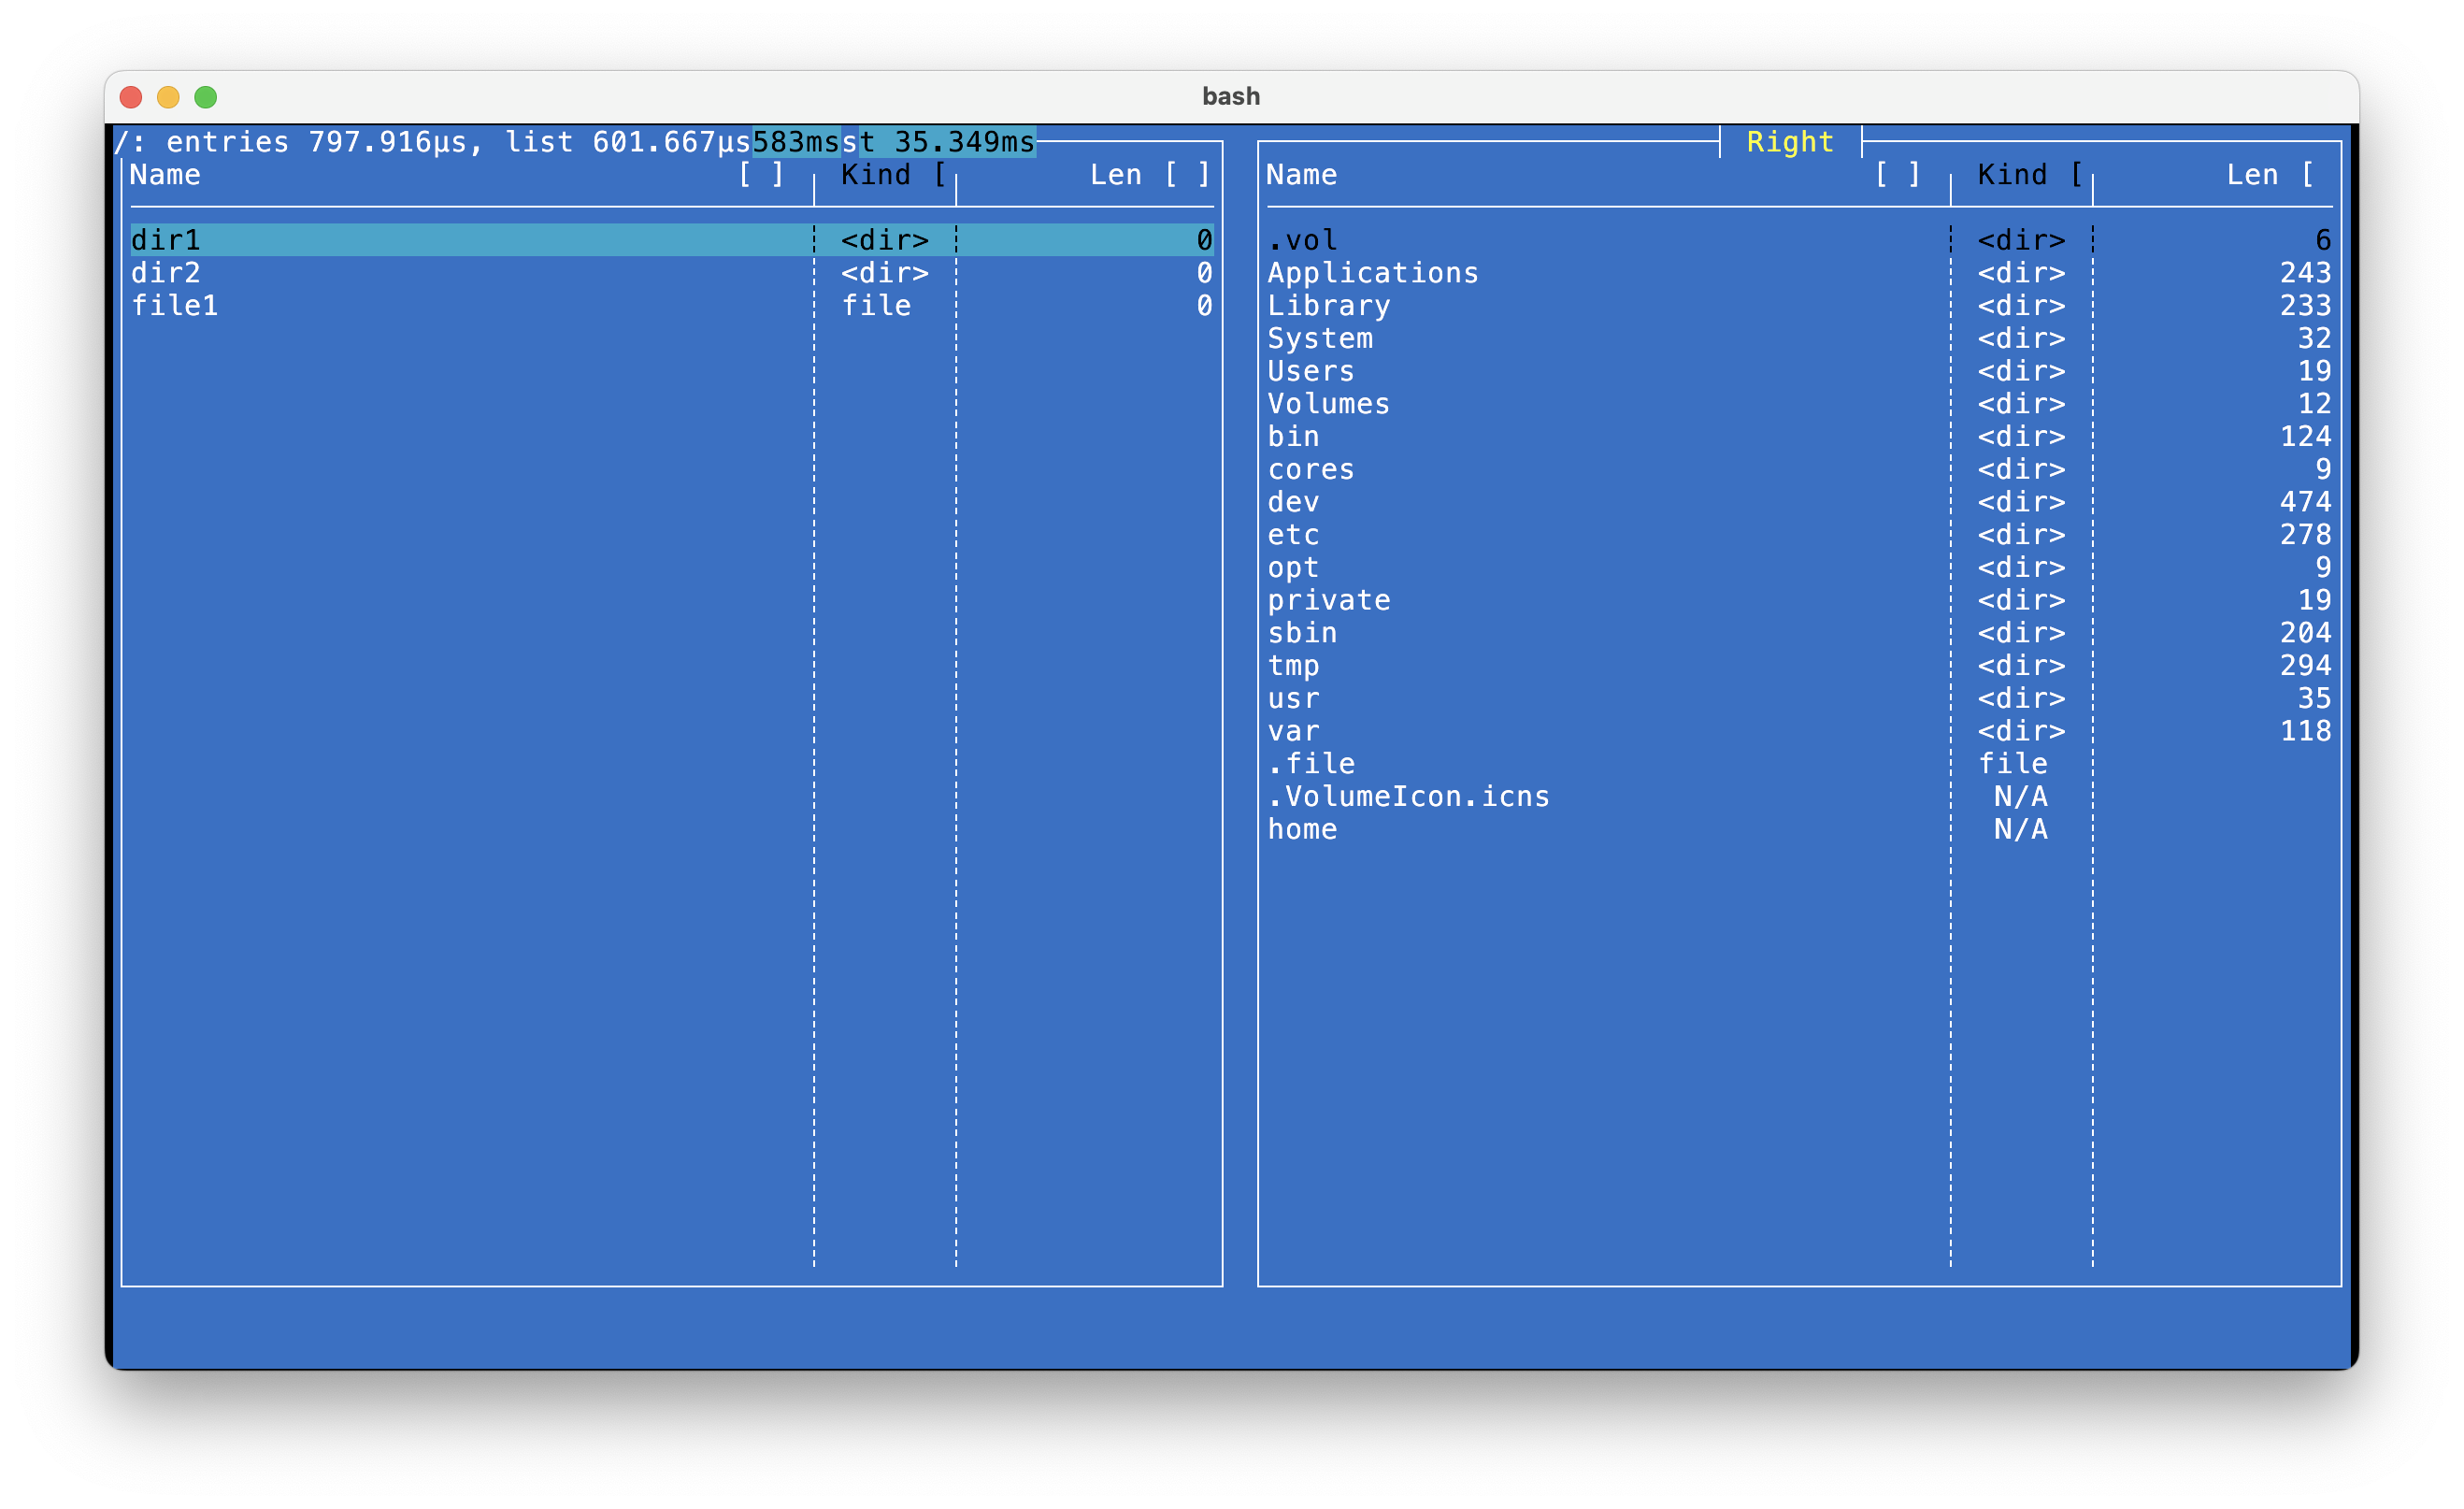 bash
/: entries 797.916µs, list 601.667µs583msst 35.349ms
Right
Name [ ] Kind [ Len [ ]
dir1 <dir> 0
dir2 <dir> 0
file1 file 0
Name [ ] Kind [ Len [
.vol <dir> 6
Applications <dir> 243
Library <dir> 233
System <dir> 32
Users <dir> 19
Volumes <dir> 12
bin <dir> 124
cores <dir> 9
dev <dir> 474
etc <dir> 278
opt <dir> 9
private <dir> 19
sbin <dir> 204
tmp <dir> 294
usr <dir> 35
var <dir> 118
.file file
.VolumeIcon.icns N/A
home N/A